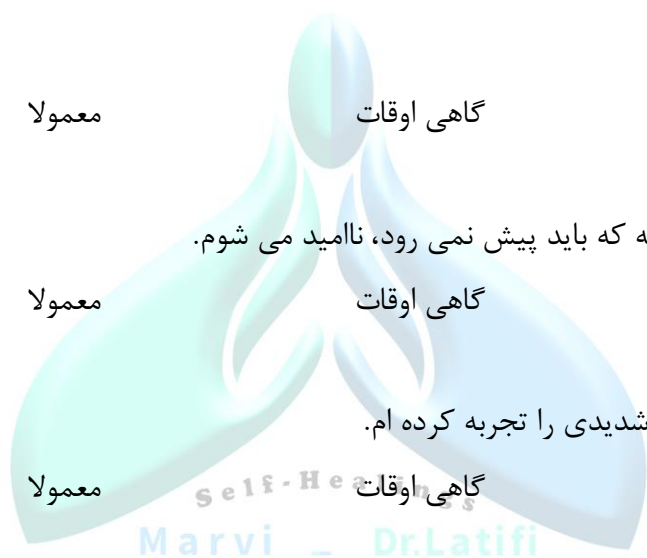 گاهی اوقات معمولا
ه که باید پیش نمی رود، ناامید می شوم.
گاهی اوقات معمولا
شدیدی را تجربه کرده ام.
گاهی اوقات معمولا
Self-Healings
Marvi _ Dr.Latifi